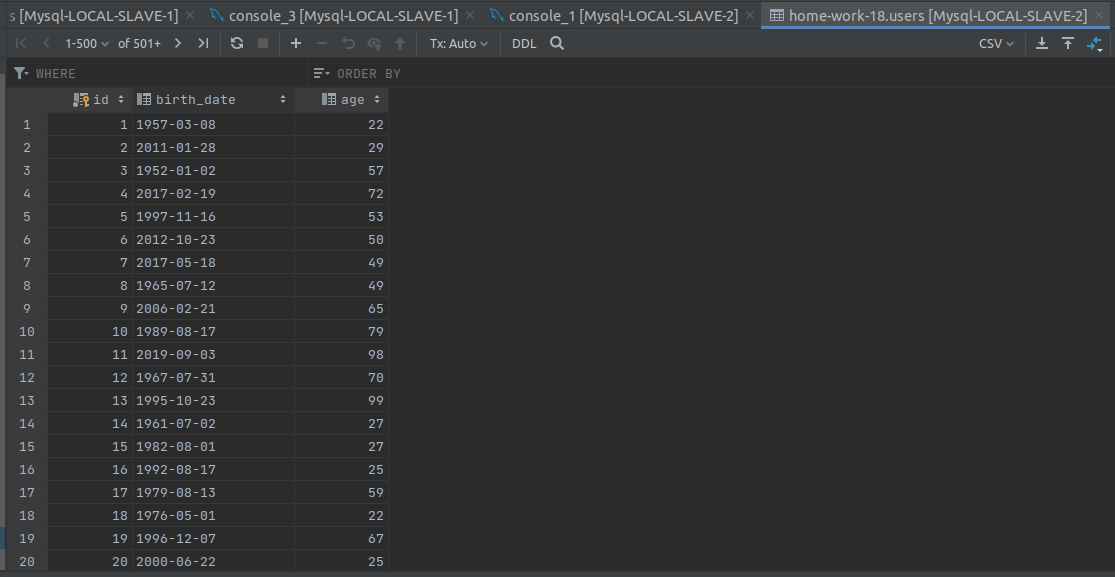 s [Mysql-LOCAL-SLAVE-1] console_3 [Mysql-LOCAL-SLAVE-1] console_1 [Mysql-LOCAL-SLAVE-2] home-work-18.users [Mysql-LOCAL-SLAVE-2]
1-500 of 501+ Tx: Auto DDL CSV
WHERE ORDER BY
id birth_date age
1 1 1957-03-08 22
2 2 2011-01-28 29
3 3 1952-01-02 57
4 4 2017-02-19 72
5 5 1997-11-16 53
6 6 2012-10-23 50
7 7 2017-05-18 49
8 8 1965-07-12 49
9 9 2006-02-21 65
10 10 1989-08-17 79
11 11 2019-09-03 98
12 12 1967-07-31 70
13 13 1995-10-23 99
14 14 1961-07-02 27
15 15 1982-08-01 27
16 16 1992-08-17 25
17 17 1979-08-13 59
18 18 1976-05-01 22
19 19 1996-12-07 67
20 20 2000-06-22 25